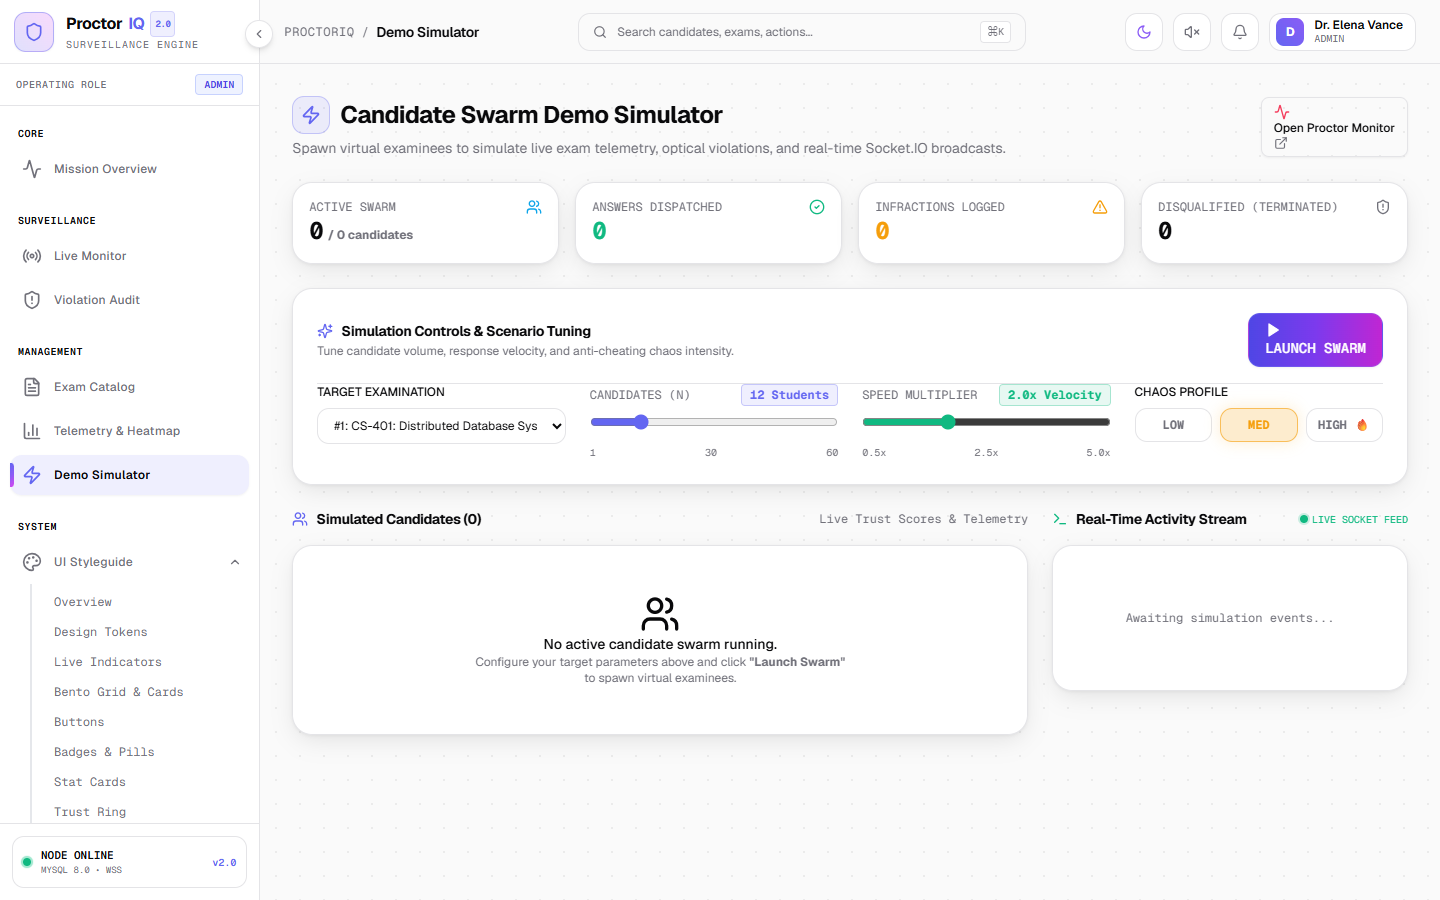 Proctor IQ 2.0
SURVEILLANCE ENGINE
PROCTORIQ / Demo Simulator
Search candidates, exams, actions...
⌘K
D
Dr. Elena Vance
ADMIN
OPERATING ROLE
ADMIN
CORE
Mission Overview
SURVEILLANCE
Live Monitor
Violation Audit
MANAGEMENT
Exam Catalog
Telemetry & Heatmap
Demo Simulator
SYSTEM
UI Styleguide
Overview
Design Tokens
Live Indicators
Bento Grid & Cards
Buttons
Badges & Pills
Stat Cards
Trust Ring
NODE ONLINE
MYSQL 8.0 • WSS
v2.0
Candidate Swarm Demo Simulator
Spawn virtual examinees to simulate live exam telemetry, optical violations, and real-time Socket.IO broadcasts.
Open Proctor Monitor
ACTIVE SWARM
0 / 0 candidates
ANSWERS DISPATCHED
0
INFRACTIONS LOGGED
0
DISQUALIFIED (TERMINATED)
0
Simulation Controls & Scenario Tuning
Tune candidate volume, response velocity, and anti-cheating chaos intensity.
LAUNCH SWARM
TARGET EXAMINATION
#1: CS-401: Distributed Database Sys
CANDIDATES (N)
12 Students
1 30 60
SPEED MULTIPLIER
2.0x Velocity
0.5x 2.5x 5.0x
CHAOS PROFILE
LOW
MED
HIGH 🔥
Simulated Candidates (0)
Live Trust Scores & Telemetry
No active candidate swarm running.
Configure your target parameters above and click "Launch Swarm"
to spawn virtual examinees.
Real-Time Activity Stream
LIVE SOCKET FEED
Awaiting simulation events...